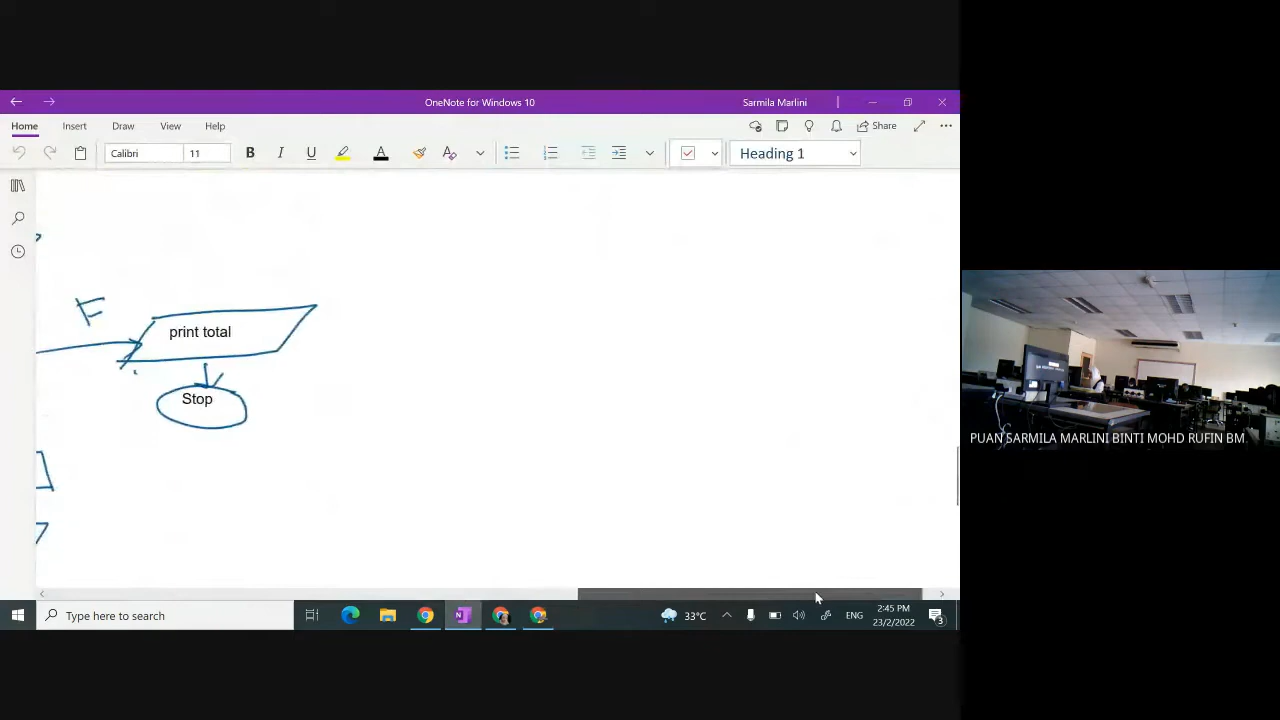 OneNote for Windows 10
Sarmila Marlini
Home Insert Draw View Help
Share
Calibri 11 B I U A Heading 1
F
print total
Stop
PUAN SARMILA MARLINI BINTI MOHD RUFIN BM
Type here to search
33°C
ENG
2:45 PM
23/2/2022
3